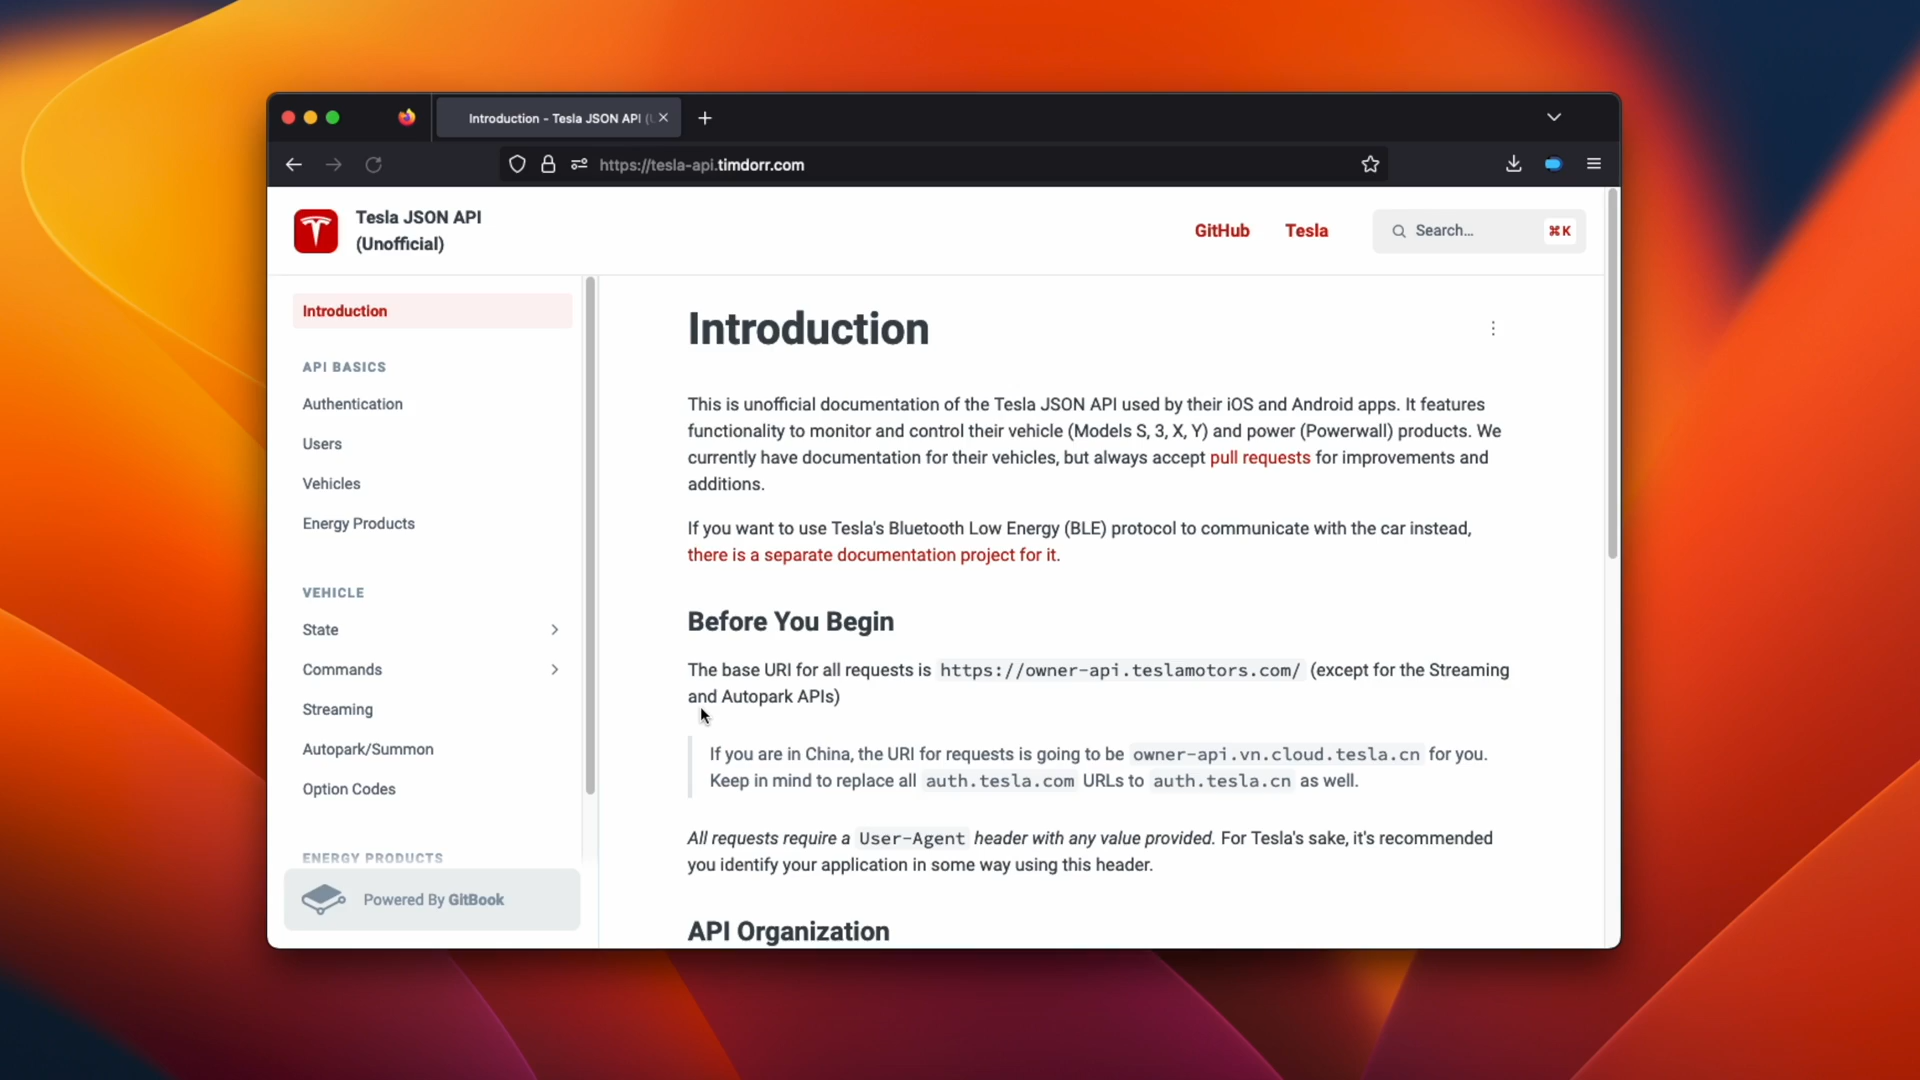 Introduction - Tesla JSON API (
https://tesla-api.timdorr.com
Tesla JSON API
(Unofficial)
GitHub
Tesla
Search...
⌘K
Introduction
API BASICS
Authentication
Users
Vehicles
Energy Products
VEHICLE
State
Commands
Streaming
Autopark/Summon
Option Codes
ENERGY PRODUCTS
Powered By GitBook
Introduction
This is unofficial documentation of the Tesla JSON API used by their iOS and Android apps. It features
functionality to monitor and control their vehicle (Models S, 3, X, Y) and power (Powerwall) products. We
currently have documentation for their vehicles, but always accept pull requests for improvements and
additions.
If you want to use Tesla's Bluetooth Low Energy (BLE) protocol to communicate with the car instead,
there is a separate documentation project for it.
Before You Begin
The base URI for all requests is https://owner-api.teslamotors.com/ (except for the Streaming
and Autopark APIs)
If you are in China, the URI for requests is going to be owner-api.vn.cloud.tesla.cn for you.
Keep in mind to replace all auth.tesla.com URLs to auth.tesla.cn as well.
All requests require a User-Agent header with any value provided. For Tesla's sake, it's recommended
you identify your application in some way using this header.
API Organization